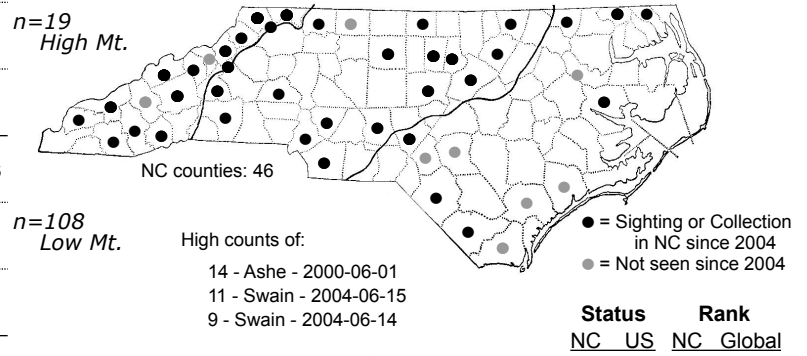 n=19
High Mt.
NC counties: 46
n=108
Low Mt.
High counts of:
14 - Ashe - 2000-06-01
11 - Swain - 2004-06-15
9 - Swain - 2004-06-14
= Sighting or Collection
in NC since 2004
= Not seen since 2004
Status Rank
NC US NC Global